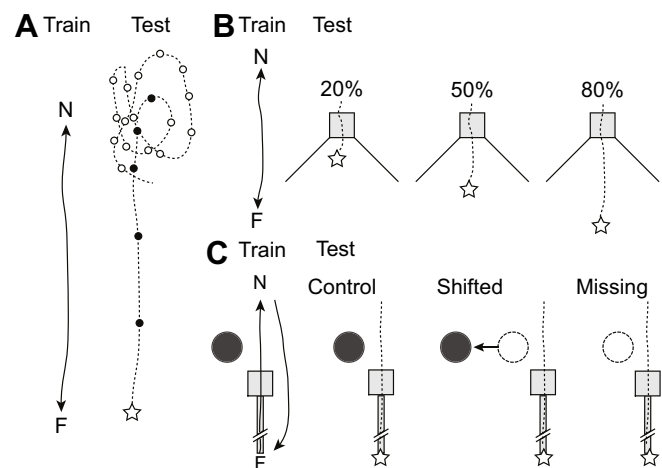 A Train Test
N
F
B Train Test
N
20% 50% 80%
F
C Train Test
N
Control Shifted Missing
F